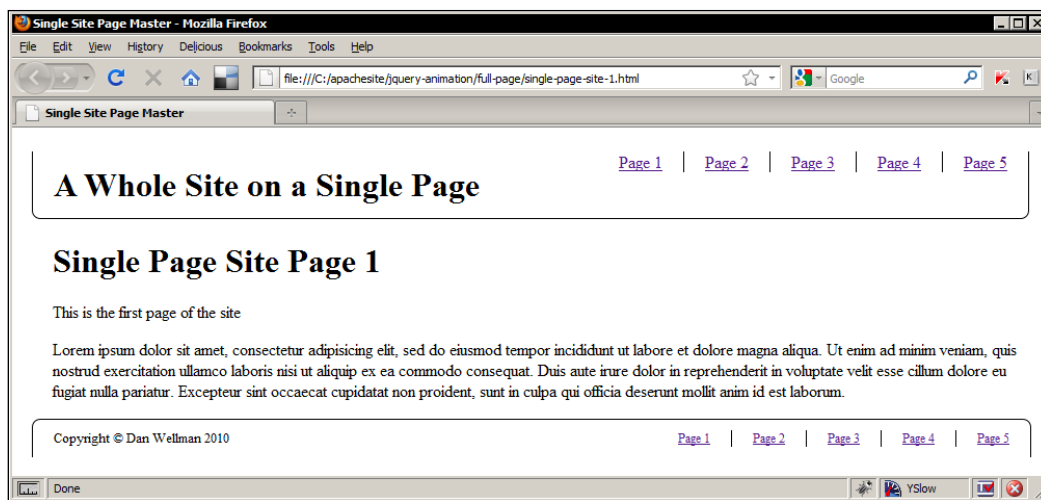 Single Site Page Master - Mozilla Firefox
File Edit View History Delicious Bookmarks Tools Help
file:///C:/apachesite/jquery-animation/full-page/single-page-site-1.html Google K
Single Site Page Master
Page 1 Page 2 Page 3 Page 4 Page 5
A Whole Site on a Single Page
Single Page Site Page 1
This is the first page of the site
Lorem ipsum dolor sit amet, consectetur adipisicing elit, sed do eiusmod tempor incididunt ut labore et dolore magna aliqua. Ut enim ad minim veniam, quis
nostrud exercitation ullamco laboris nisi ut aliquip ex ea commodo consequat. Duis aute irure dolor in reprehenderit in voluptate velit esse cillum dolore eu
fugiat nulla pariatur. Excepteur sint occaecat cupidatat non proident, sunt in culpa qui officia deserunt mollit anim id est laborum.
Copyright © Dan Wellman 2010 Page 1 Page 2 Page 3 Page 4 Page 5
Done YSlow